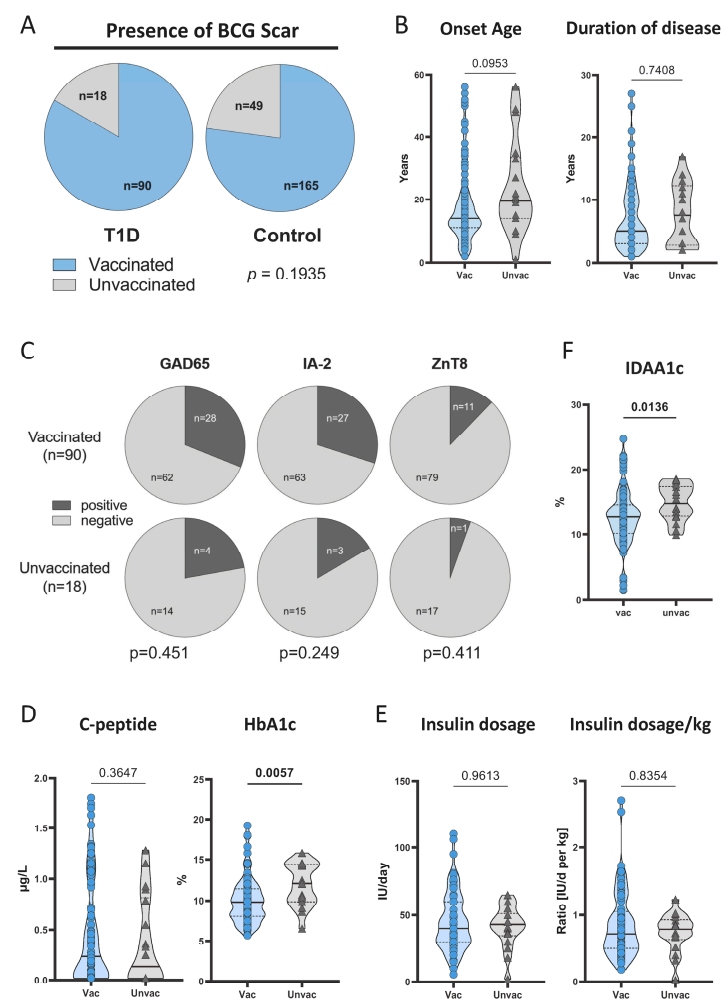 A
Presence of BCG Scar
n=18
n=90
n=49
n=165
T1D
Control
Vaccinated
Unvaccinated
p = 0.1935
B
Onset Age
0.0953
Years
60
40
20
0
Vac
Unvac
Duration of disease
0.7408
Years
30
20
10
0
Vac
Unvac
C
GAD65
IA-2
ZnT8
Vaccinated
(n=90)
n=28
n=62
n=27
n=63
n=11
n=79
positive
negative
Unvaccinated
(n=18)
n=4
n=14
n=3
n=15
n=1
n=17
p=0.451
p=0.249
p=0.411
F
IDAA1c
0.0136
%
30
20
10
0
vac
unvac
D
C-peptide
0.3647
µg/L
2.0
1.5
1.0
0.5
0.0
Vac
Unvac
HbA1c
0.0057
%
25
20
15
10
5
0
Vac
Unvac
E
Insulin dosage
0.9613
IU/day
150
100
50
0
Vac
Unvac
Insulin dosage/kg
0.8354
Ratio [IU/d per kg]
3
2
1
0
Vac
Unvac